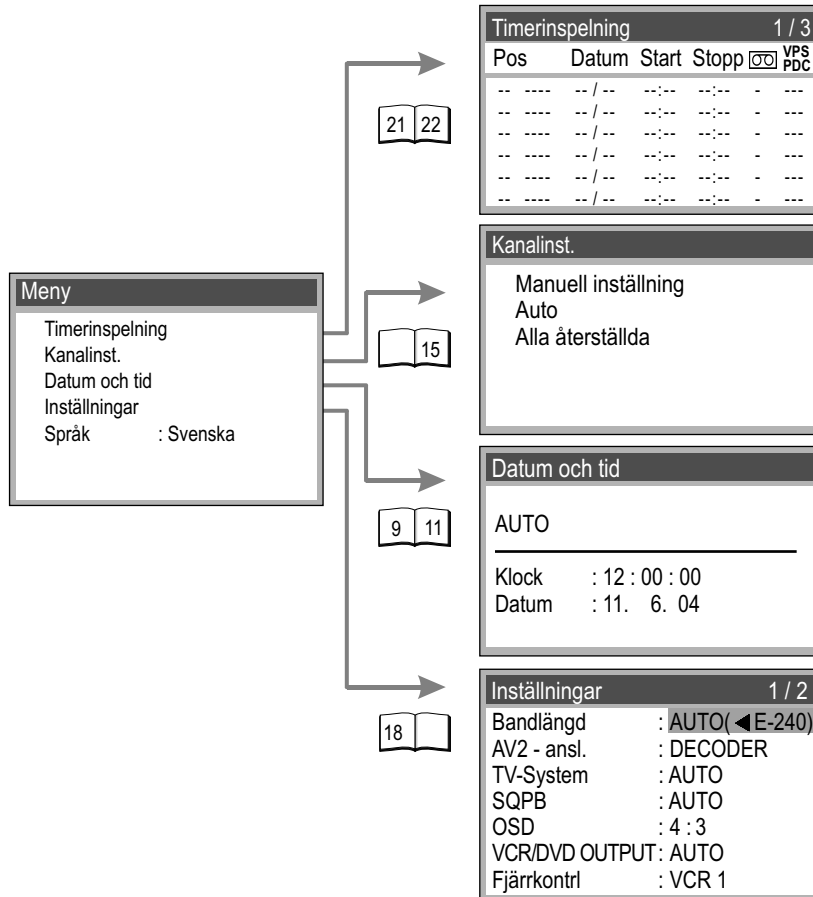 Meny
Timerinspelning
Kanalinst.
Datum och tid
Inställningar
Språk : Svenska
21 22
15
9 11
18
Timerinspelning 1 / 3
Pos Datum Start Stopp VPS PDC
-- ---- -- / -- --:-- --:-- - ---
-- ---- -- / -- --:-- --:-- - ---
-- ---- -- / -- --:-- --:-- - ---
-- ---- -- / -- --:-- --:-- - ---
-- ---- -- / -- --:-- --:-- - ---
-- ---- -- / -- --:-- --:-- - ---
Kanalinst.
Manuell inställning
Auto
Alla återställda
Datum och tid
AUTO
Klock : 12 : 00 : 00
Datum : 11. 6. 04
Inställningar 1 / 2
Bandlängd : AUTO(◀E-240)
AV2 - ansl. : DECODER
TV-System : AUTO
SQPB : AUTO
OSD : 4 : 3
VCR/DVD OUTPUT : AUTO
Fjärrkontrl : VCR 1